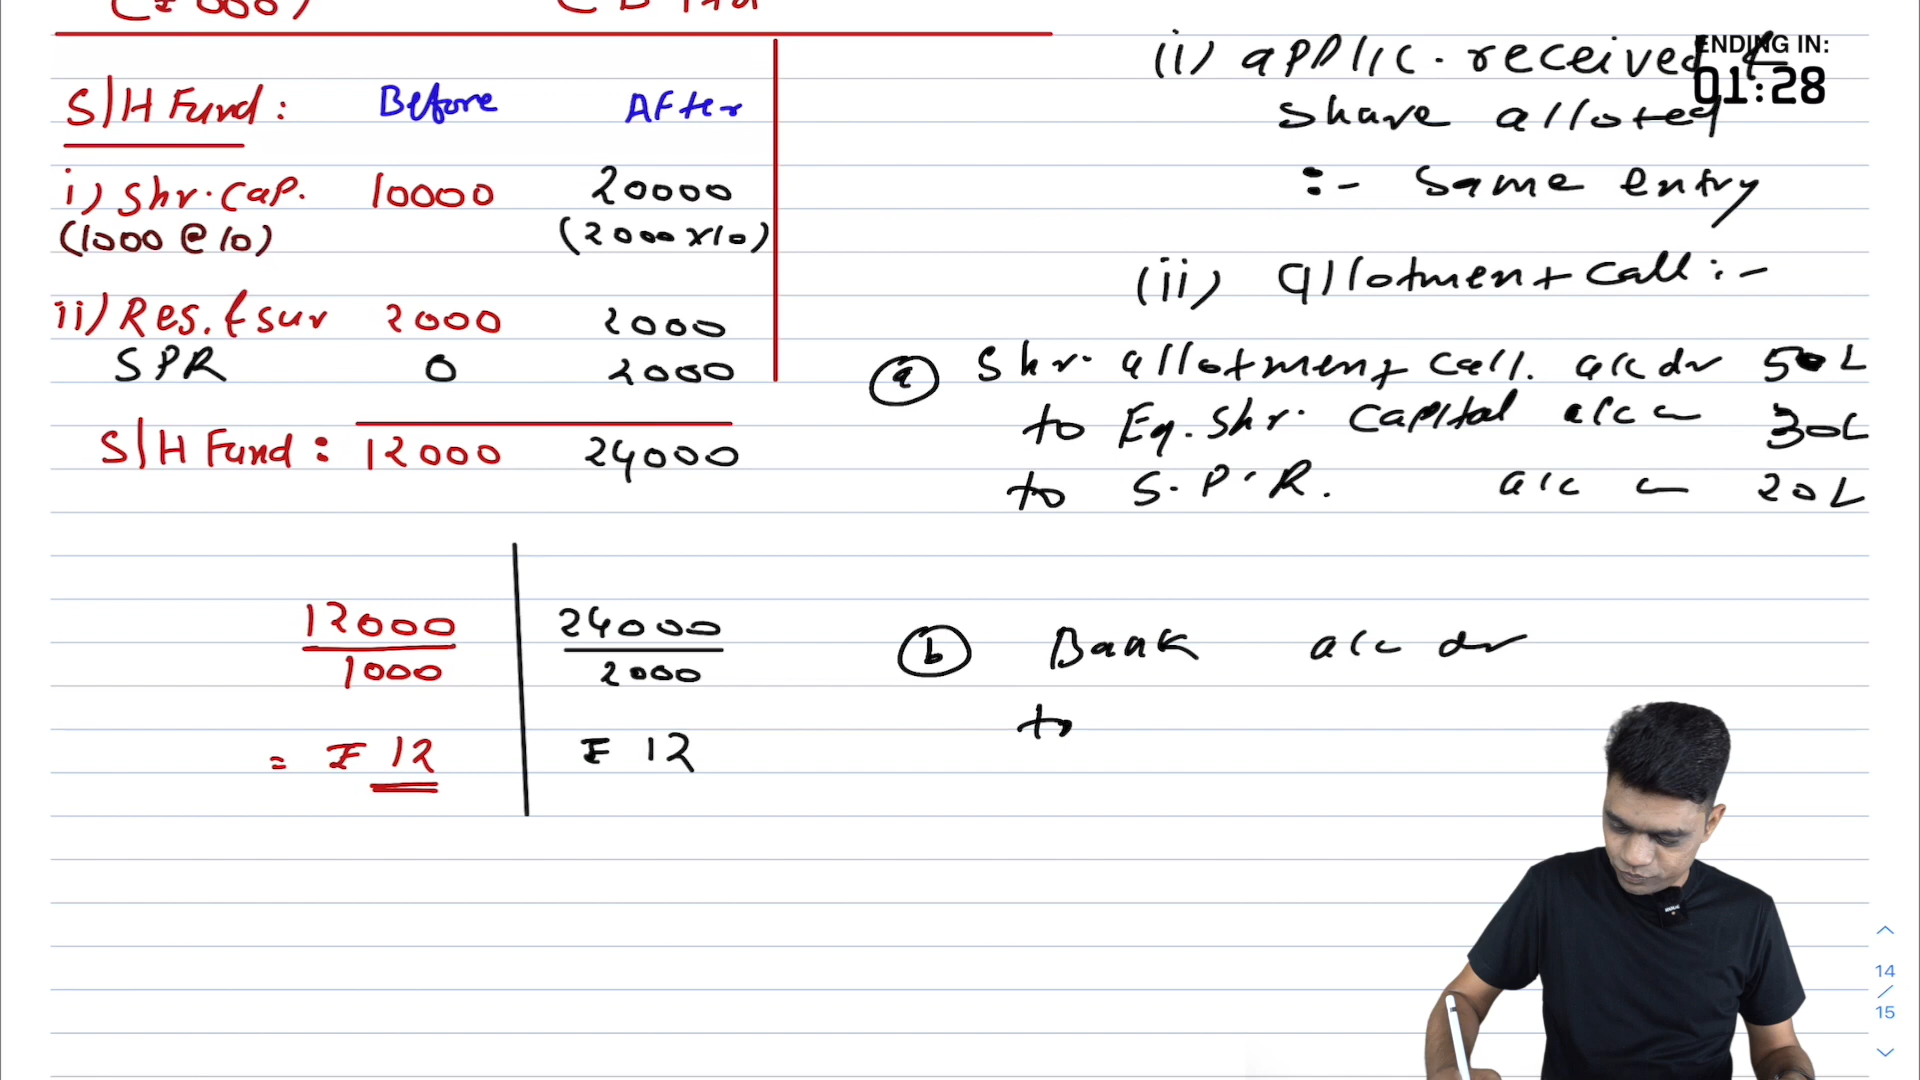 S/H Fund: Before After
i) Shr. Cap. 10000 20000
(1000 @ 10) (2000 x 10)
ii) Res. & sur 2000 2000
SPR 0 2000
S/H Fund: 12000 24000
12000 24000
1000 2000
= ₹ 12 ₹ 12
ENDING IN:
01:28
(i) applic. received &
share alloted
:- same entry
(ii) allotment call :-
(a) Shr. allotment call. a/c dr 50L
to Eq. Shr. Capital a/c 30L
to S.P.R. a/c 20L
(b) Bank a/c dr
to
14
/
15